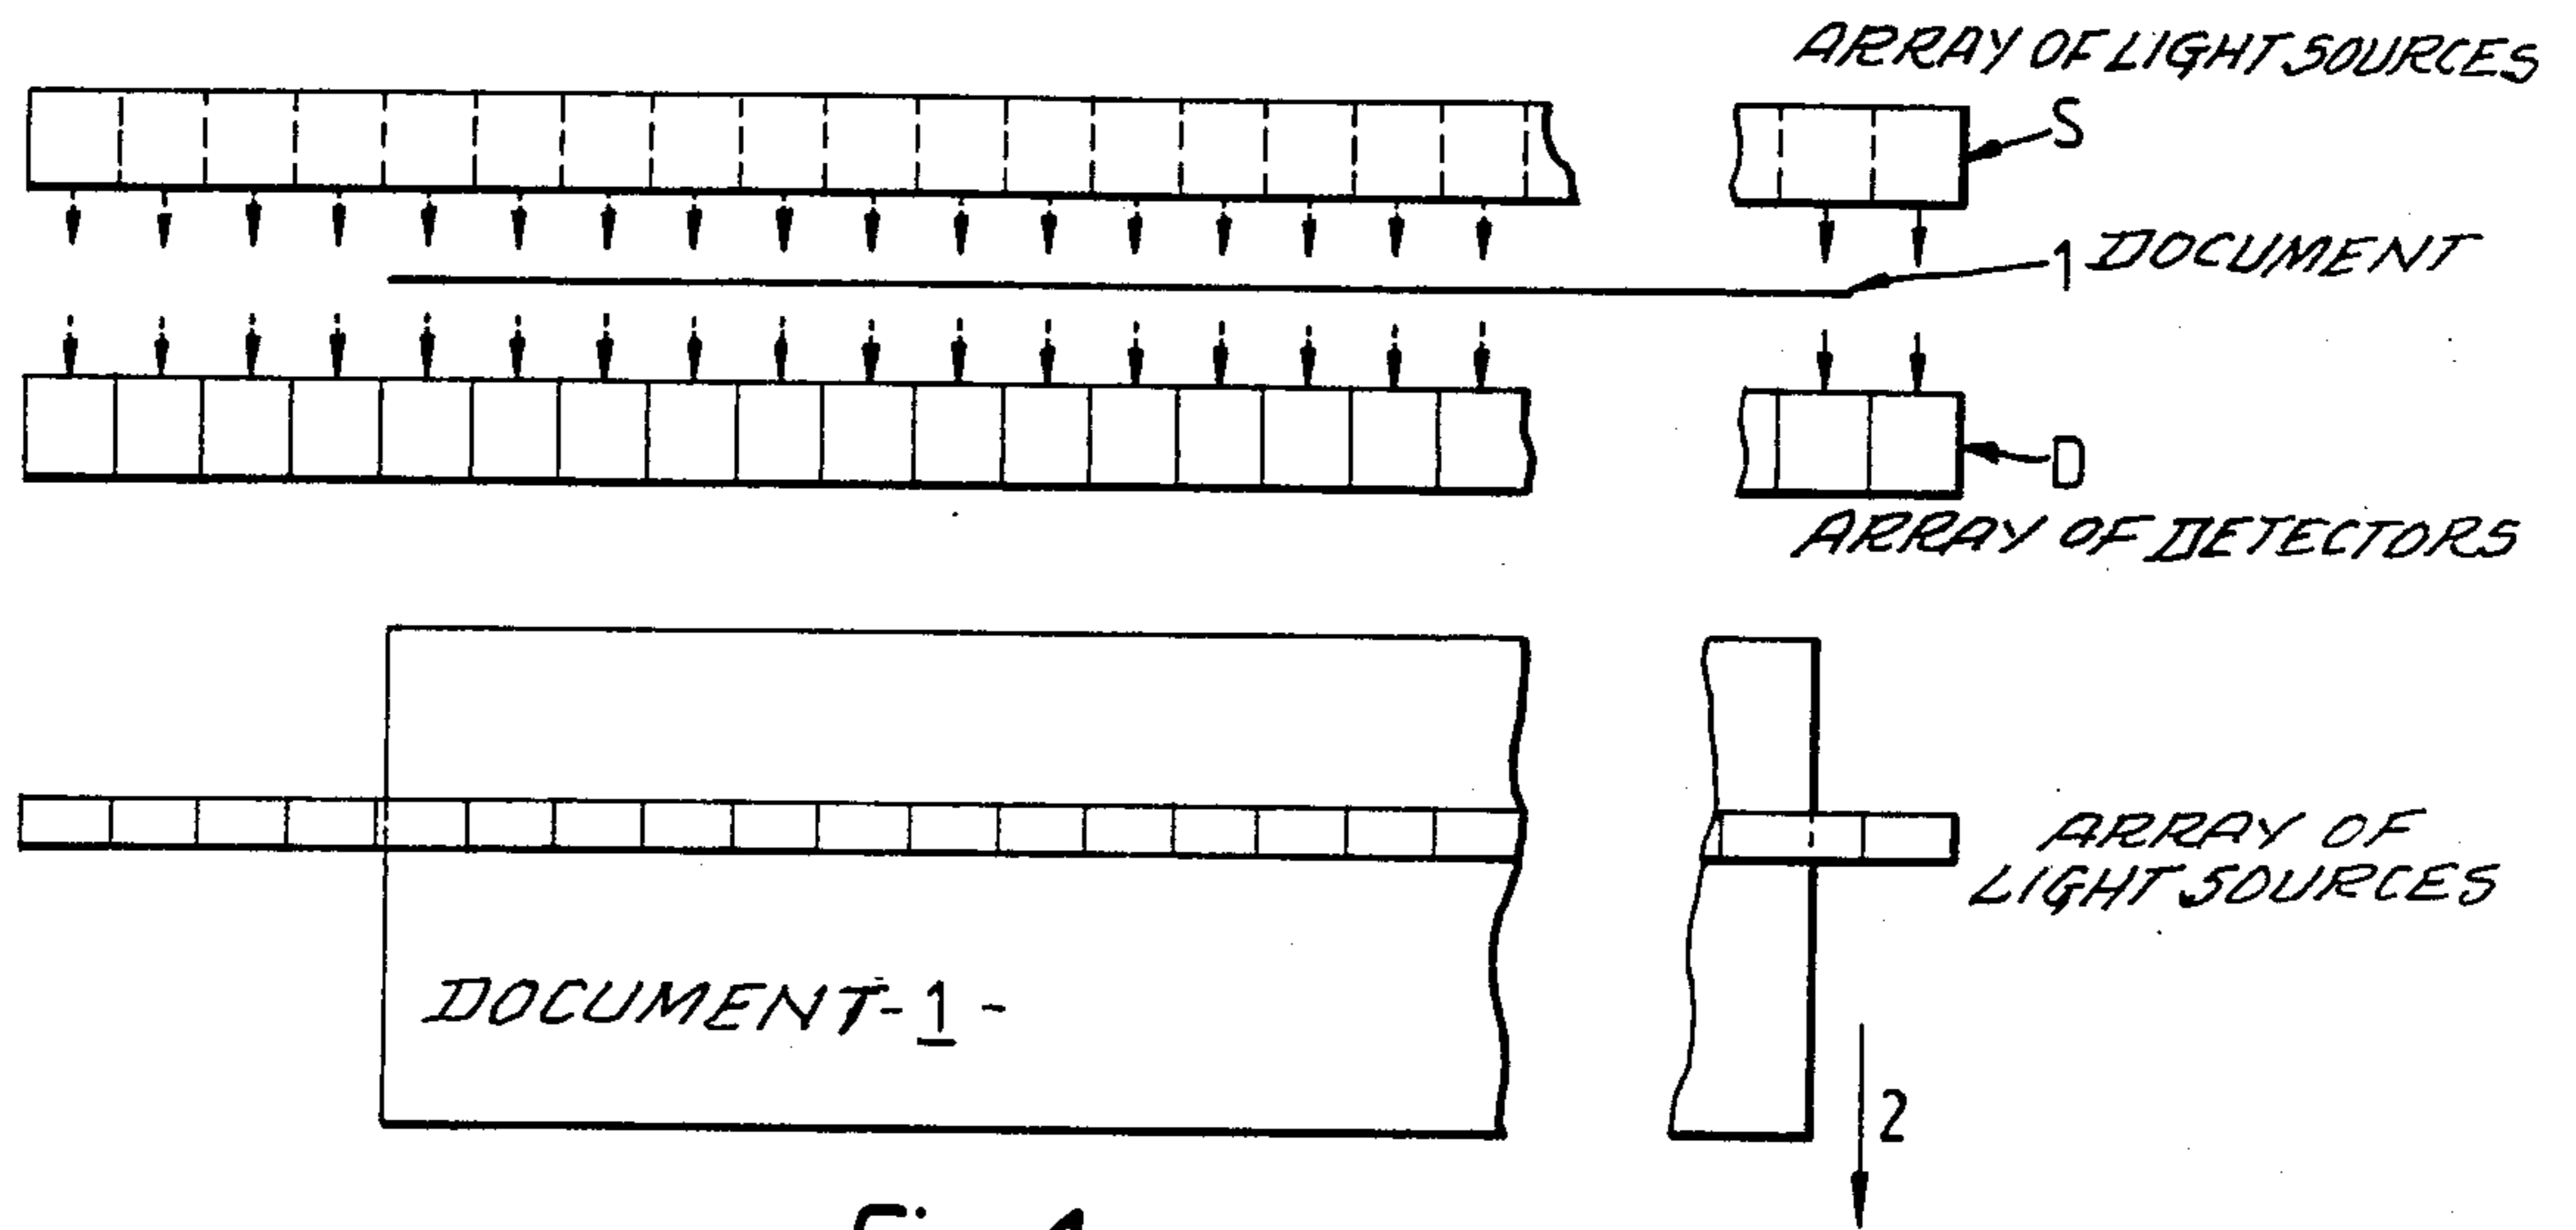 ARRAY OF LIGHT SOURCES
S
1 DOCUMENT
D
ARRAY OF DETECTORS
ARRAY OF
LIGHT SOURCES
DOCUMENT-1-
2